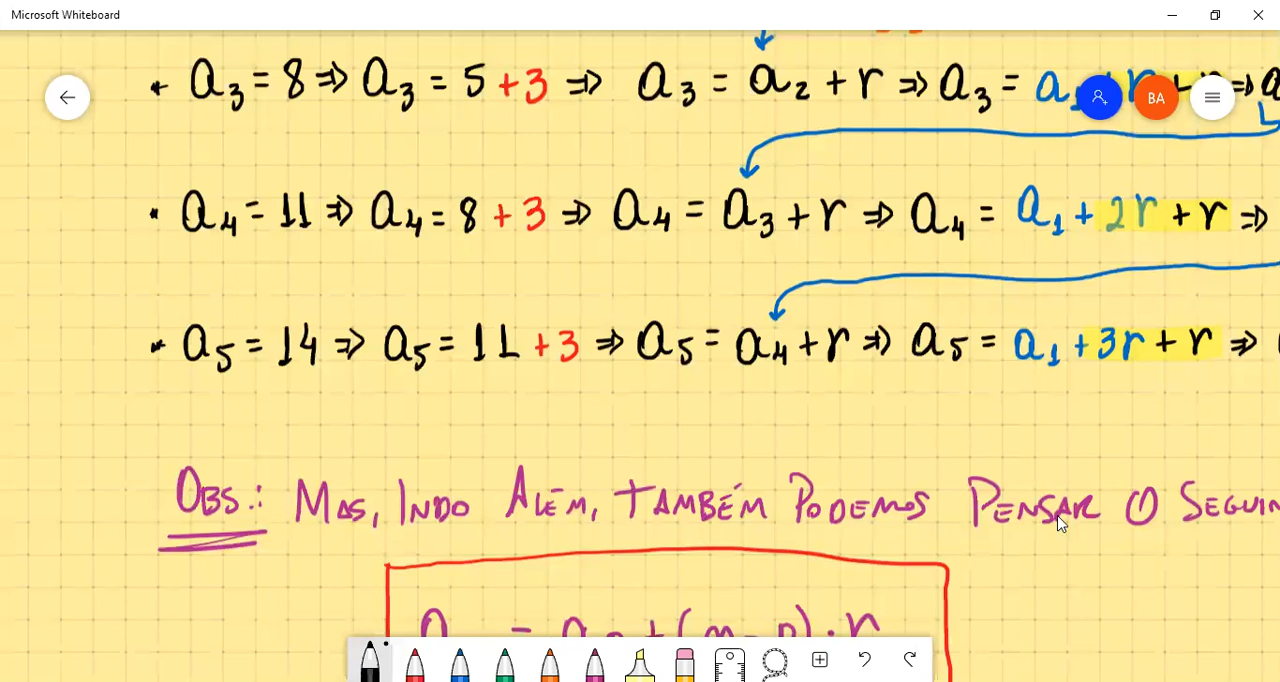 Microsoft Whiteboard
a₃ = 8 ⇒ a₃ = 5 + 3 ⇒ a₃ = a₂ + r ⇒ a₃ = a₁ + r + r ⇒ a
BA
a₄ = 11 ⇒ a₄ = 8 + 3 ⇒ a₄ = a₃ + r ⇒ a₄ = a₁ + 2r + r ⇒
a₅ = 14 ⇒ a₅ = 11 + 3 ⇒ a₅ = a₄ + r ⇒ a₅ = a₁ + 3r + r ⇒
OBS.: MAS, INDO ALÉM, TAMBÉM PODEMOS PENSAR O SEGUIN